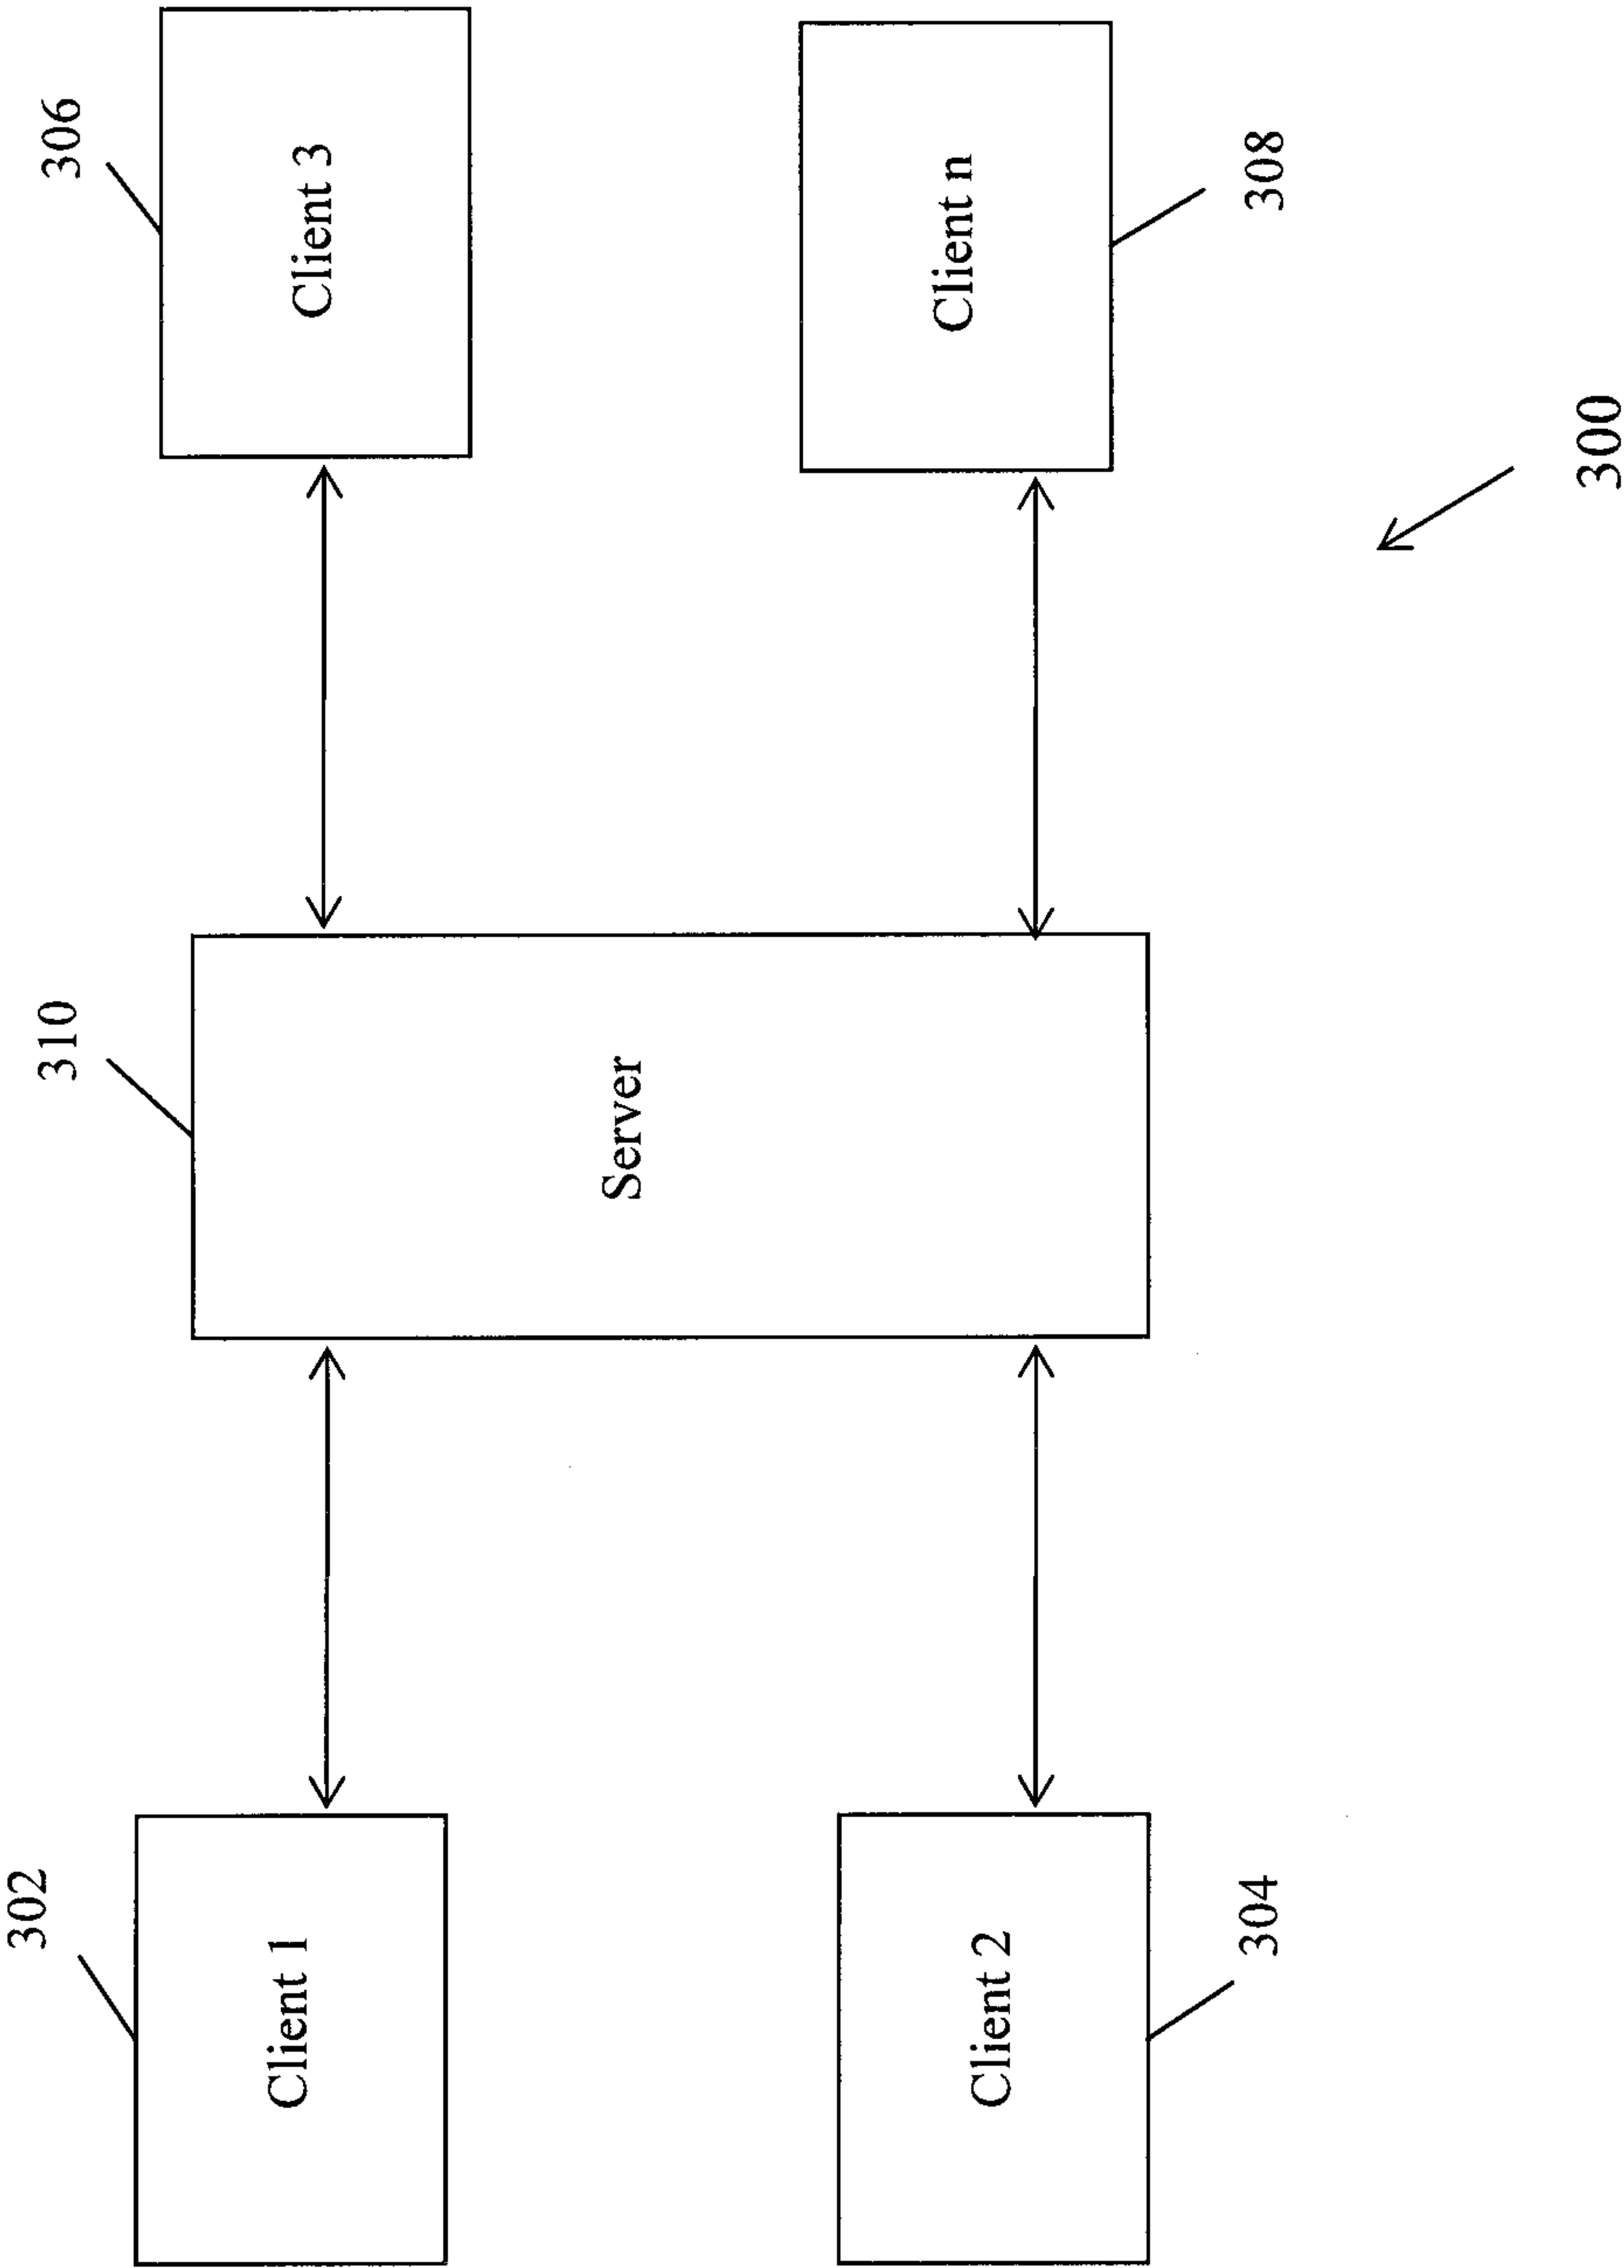 302
310
306
Client 1
Server
Client 3
Client 2
Client n
304
308
300